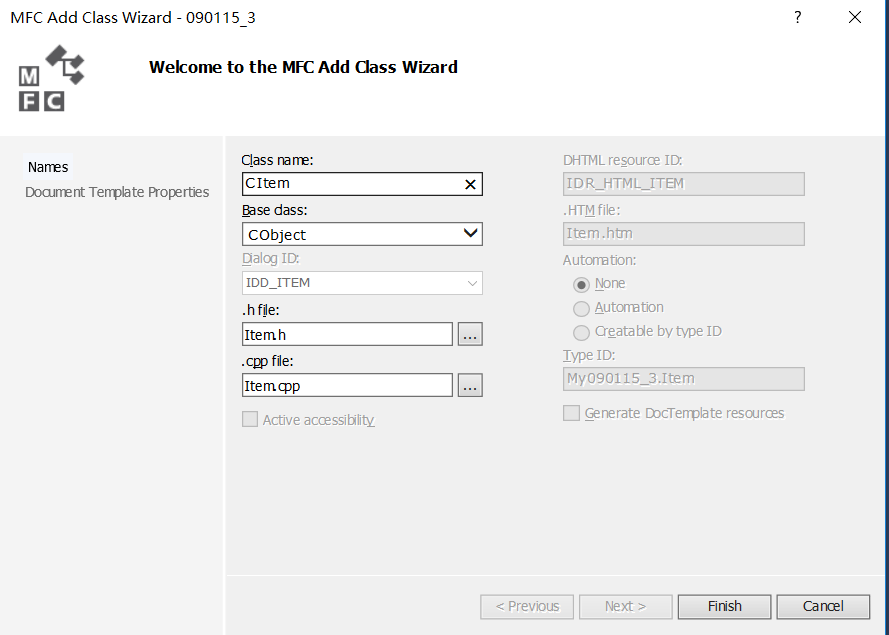 MFC Add Class Wizard - 090115_3
?
M
F C
Welcome to the MFC Add Class Wizard
Names
Document Template Properties
Class name:
CItem
Base class:
CObject
Dialog ID:
IDD_ITEM
.h file:
Item.h
...
.cpp file:
Item.cpp
...
Active accessibility
DHTML resource ID:
IDR_HTML_ITEM
.HTM file:
Item.htm
Automation:
None
Automation
Creatable by type ID
Type ID:
My090115_3.Item
Generate DocTemplate resources
< Previous
Next >
Finish
Cancel